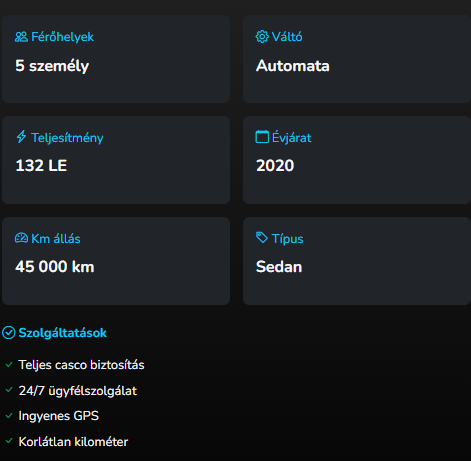 Férőhelyek
5 személy
Váltó
Automata
Teljesítmény
132 LE
Évjárat
2020
Km állás
45 000 km
Típus
Sedan
Szolgáltatások
Teljes casco biztosítás
24/7 ügyfélszolgálat
Ingyenes GPS
Korlátlan kilométer